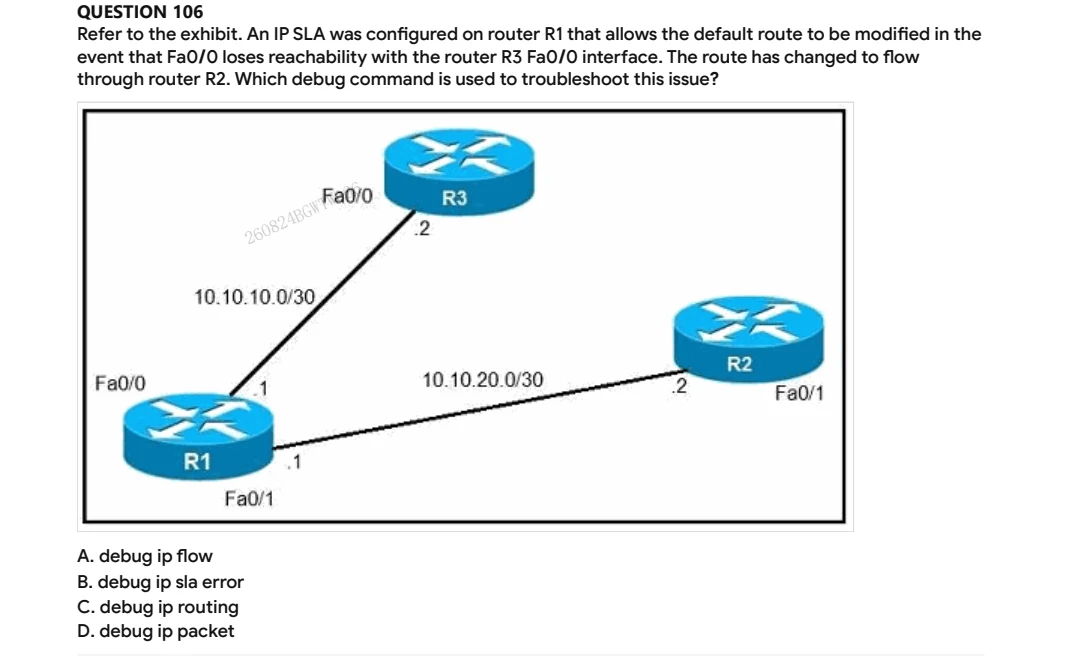 QUESTION 106
Refer to the exhibit. An IP SLA was configured on router R1 that allows the default route to be modified in the
event that Fa0/0 loses reachability with the router R3 Fa0/0 interface. The route has changed to flow
through router R2. Which debug command is used to troubleshoot this issue?
Fa0/0
R3
.2
10.10.10.0/30
R2
Fa0/0
.1
10.10.20.0/30
.2
Fa0/1
R1
.1
Fa0/1
A. debug ip flow
B. debug ip sla error
C. debug ip routing
D. debug ip packet